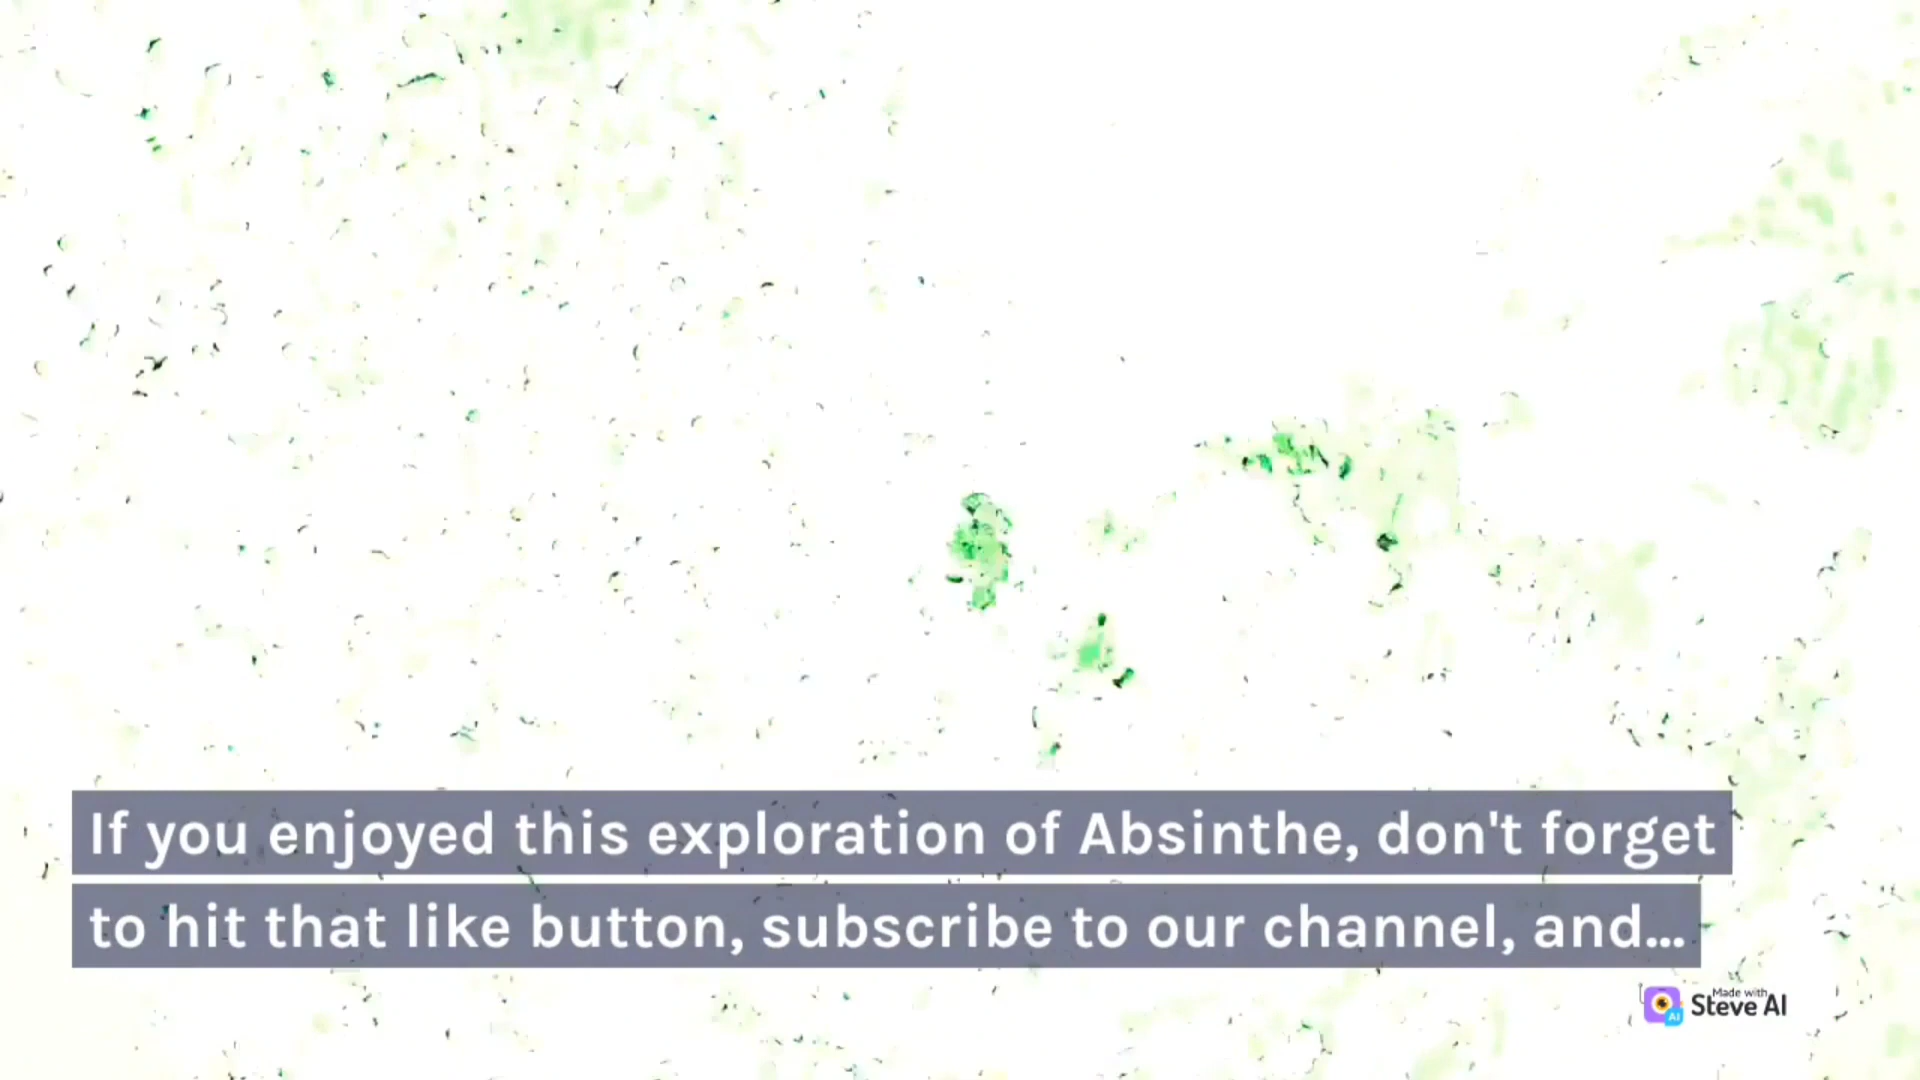 If you enjoyed this exploration of Absinthe, don't forget
to hit that like button, subscribe to our channel, and...
Made with
Steve AI
AI